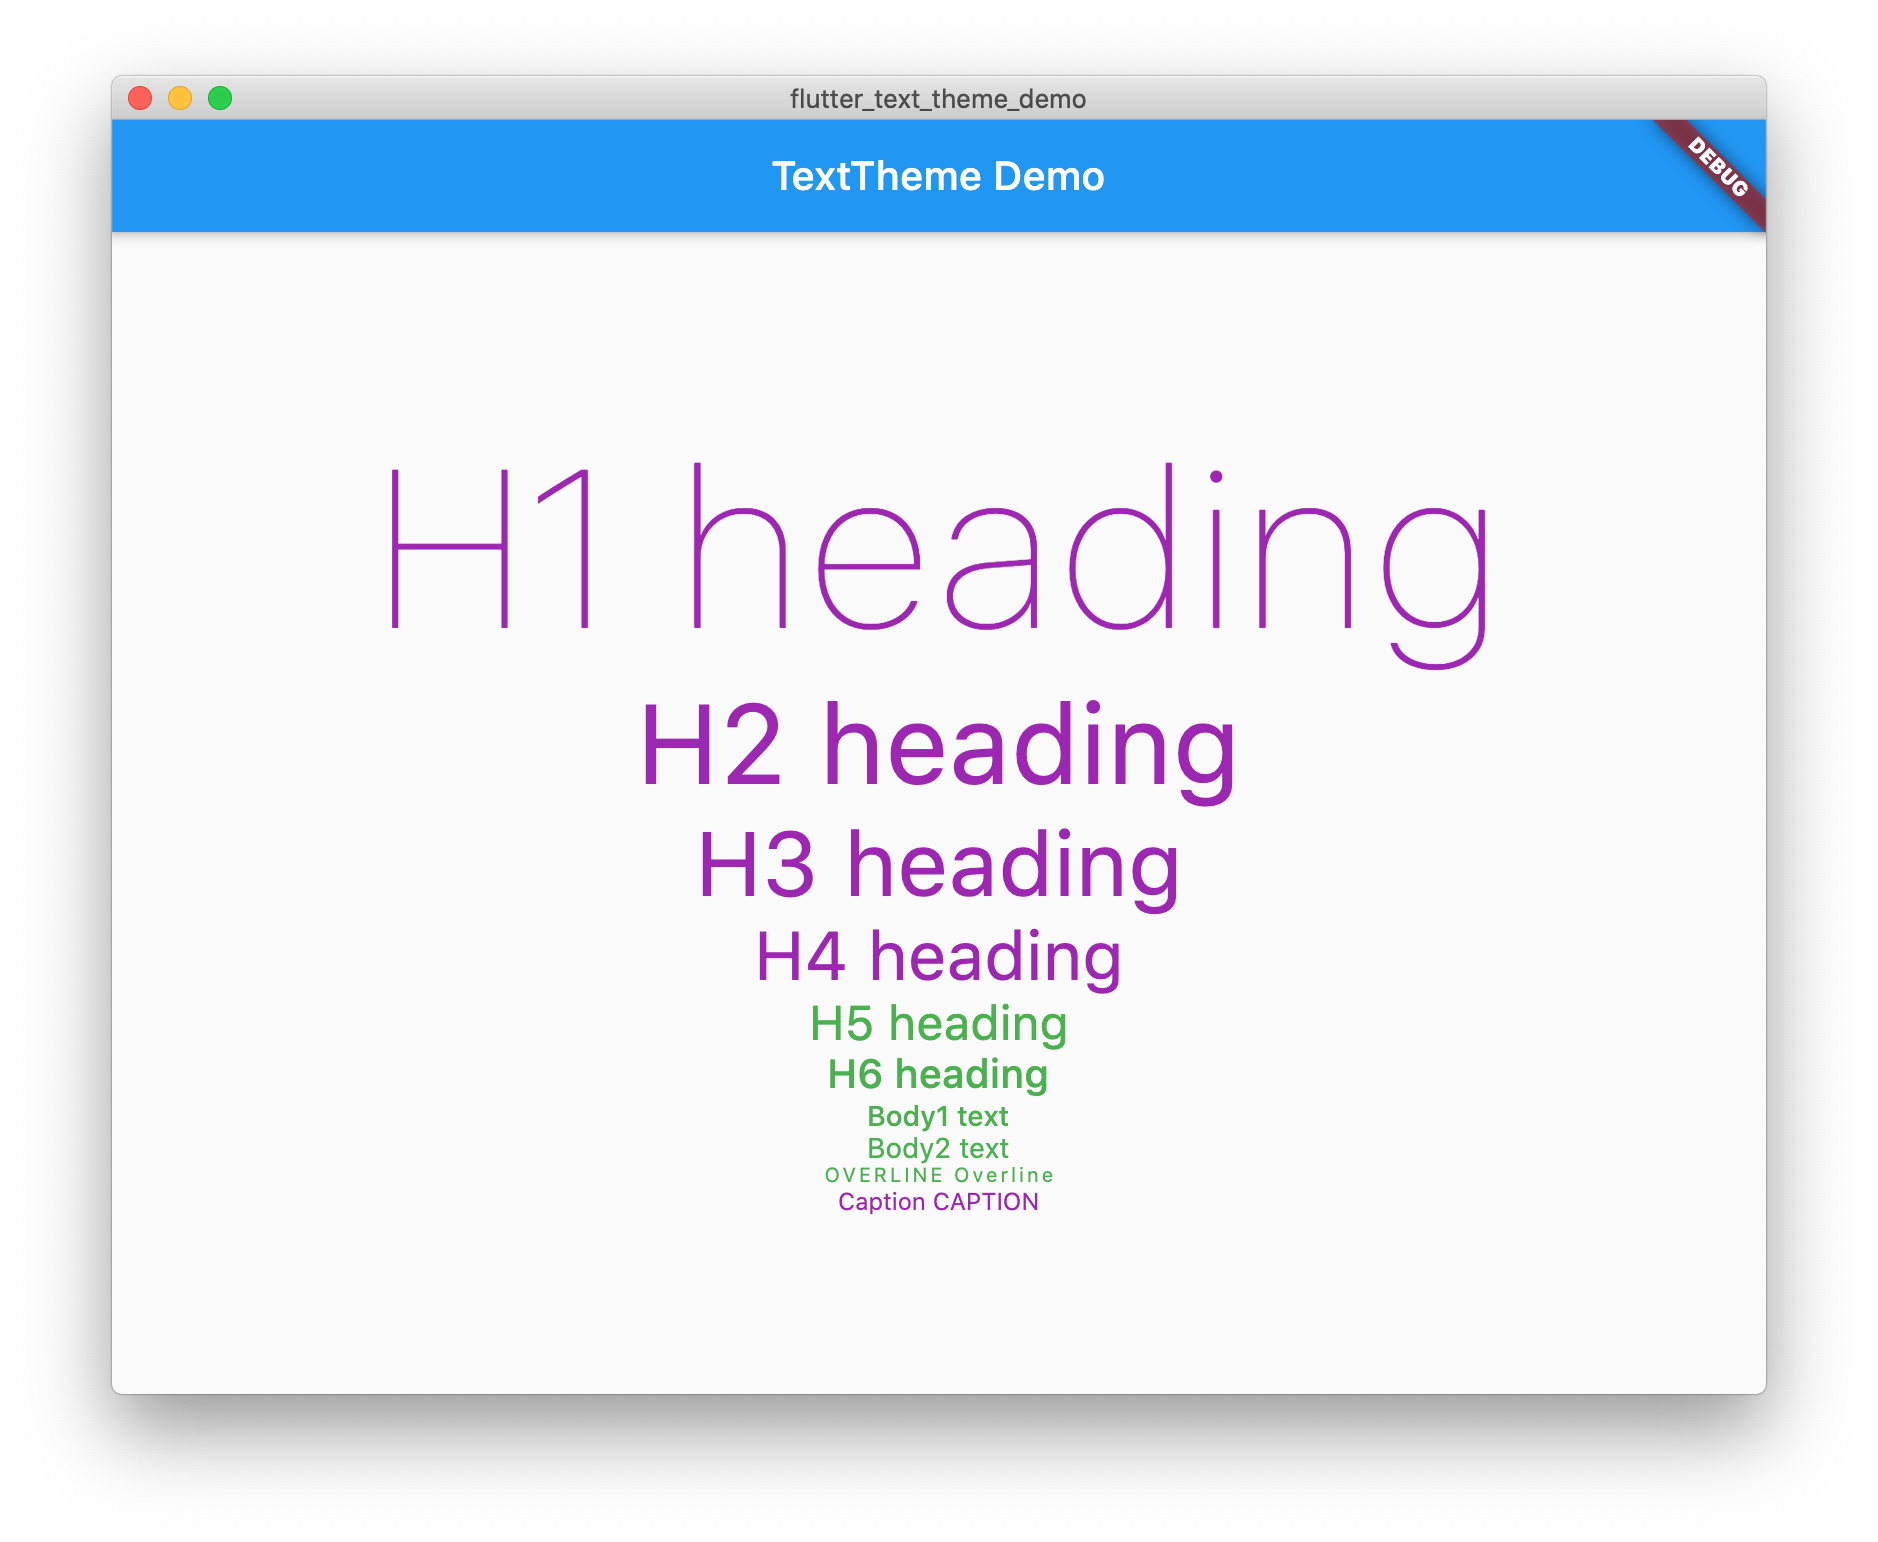 flutter_text_theme_demo
TextTheme Demo
DEBUG
H1 heading
H2 heading
H3 heading
H4 heading
H5 heading
H6 heading
Body1 text
Body2 text
OVERLINE Overline
Caption CAPTION